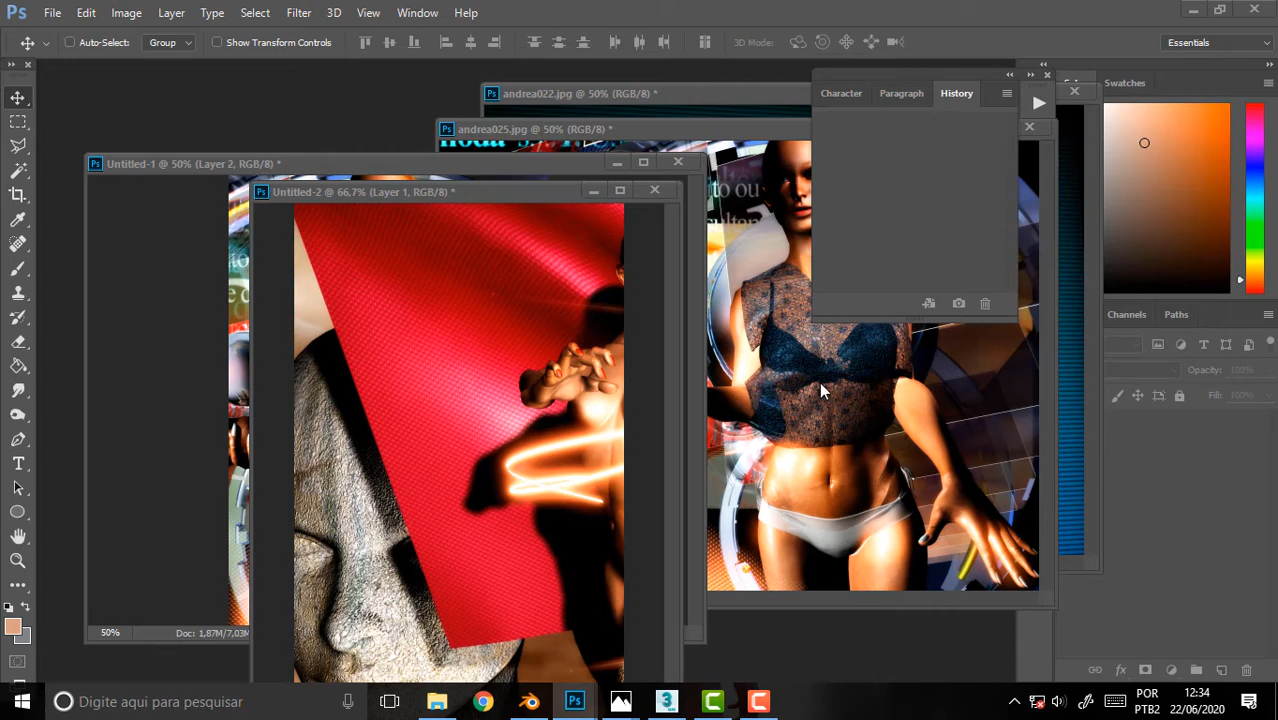 Ps File Edit Image Layer Type Select Filter 3D View Window Help
Auto-Select: Group Show Transform Controls 3D Mode: Essentials
Swatches
Character Paragraph History
andrea022.jpg @ 50% (RGB/8) *
andrea025.jpg @ 50% (RGB/8) *
Untitled-1 @ 50% (Layer 2, RGB/8) *
to ou
Untitled-2 @ 66,7% (Layer 1, RGB/8) *
Channels Paths
Opacity: 100%
Fill: 100%
50% Doc: 1,87M/7,03M
Digite aqui para pesquisar
POR
PTB2
12:34
22/06/2020